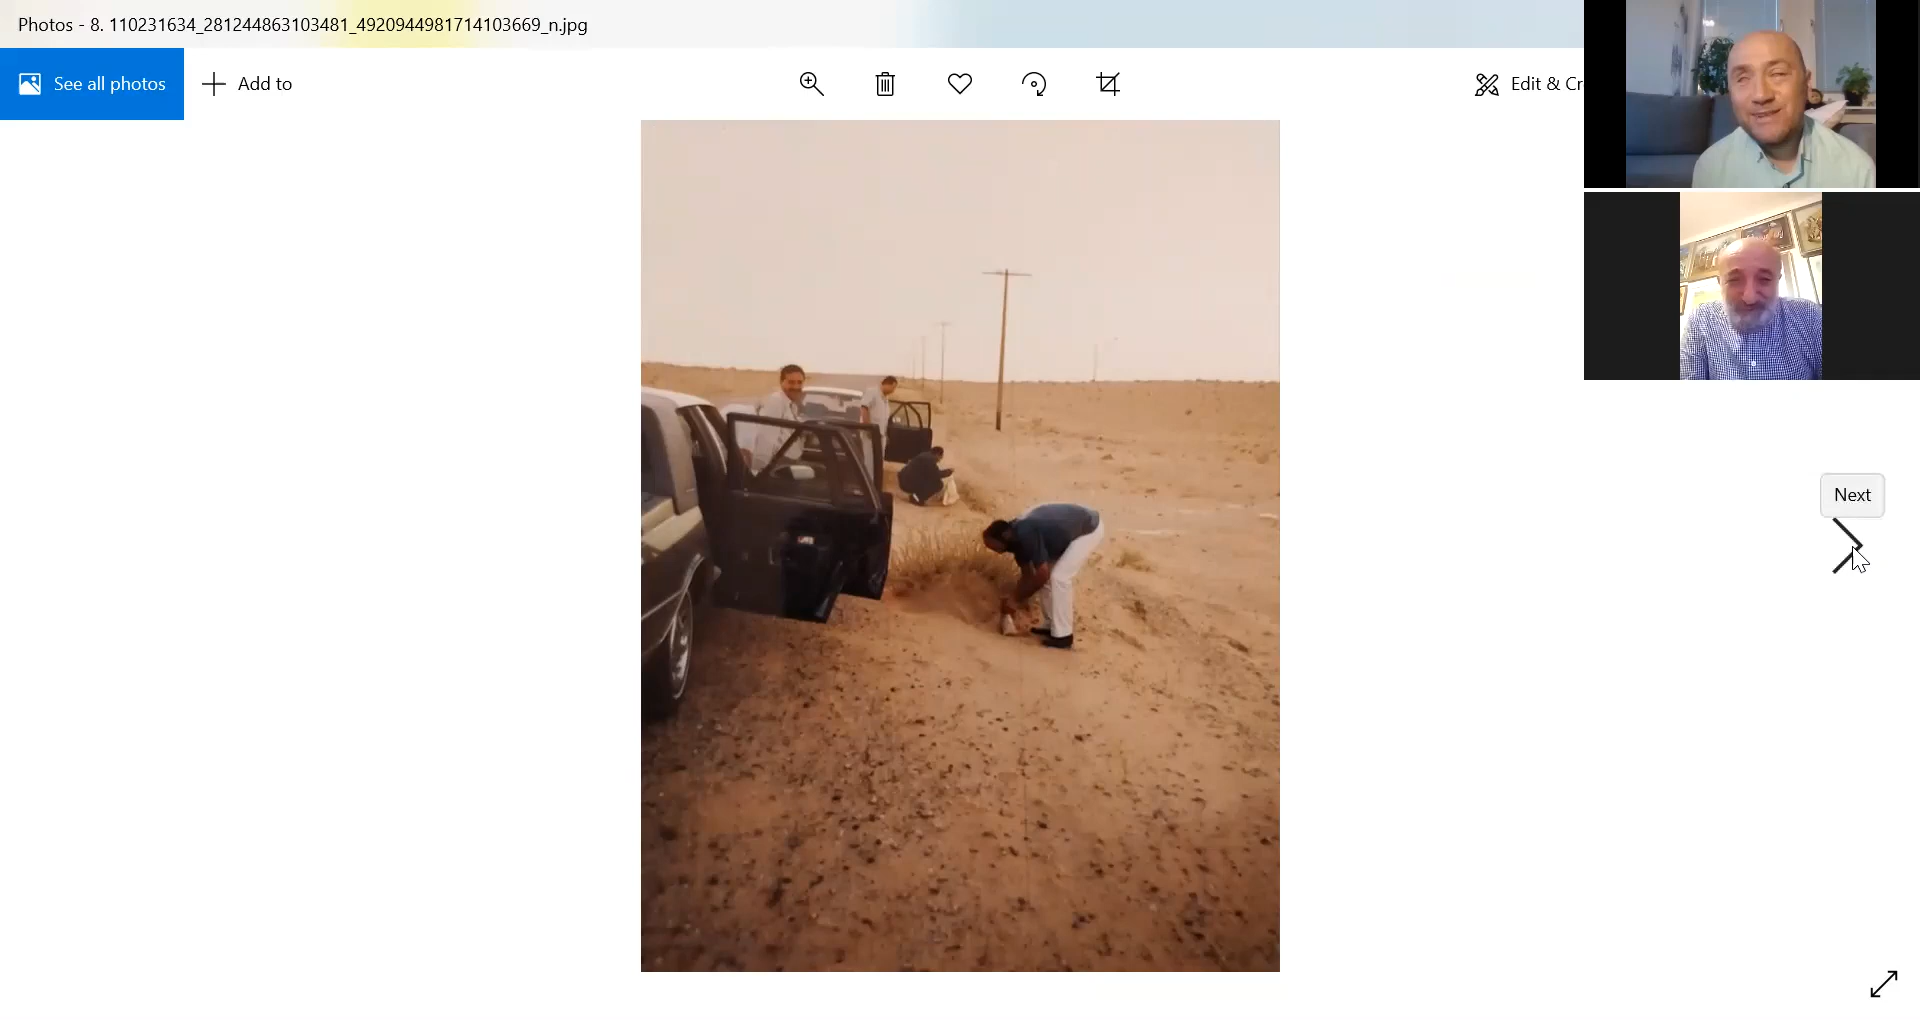 Photos - 8. 110231634_281244863103481_4920944981714103669_n.jpg
See all photos
Add to
Edit & Cr
Next